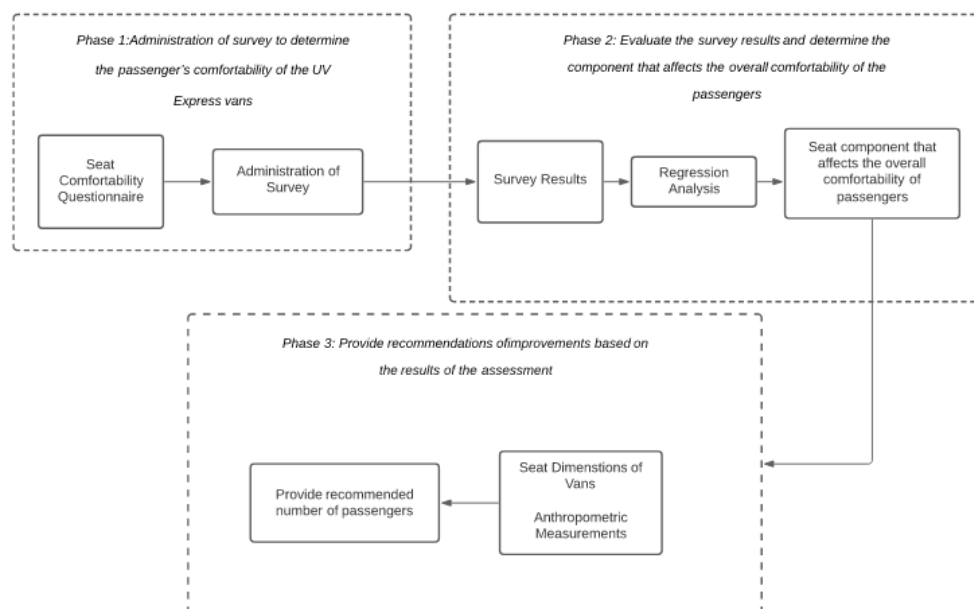 Phase 1:Administration of survey to determine
the passenger's comfortability of the UV
Express vans
Seat
Comfortability
Questionnaire
Administration of
Survey
Phase 2: Evaluate the survey results and determine the
component that affects the overall comfortability of the
passengers
Survey Results
Regression
Analysis
Seat component that
affects the overall
comfortability of
passengers
Phase 3: Provide recommendations ofimprovements based on
the results of the assessment
Provide recommended
number of passengers
Seat Dimenstions of
Vans
Anthropometric
Measurements